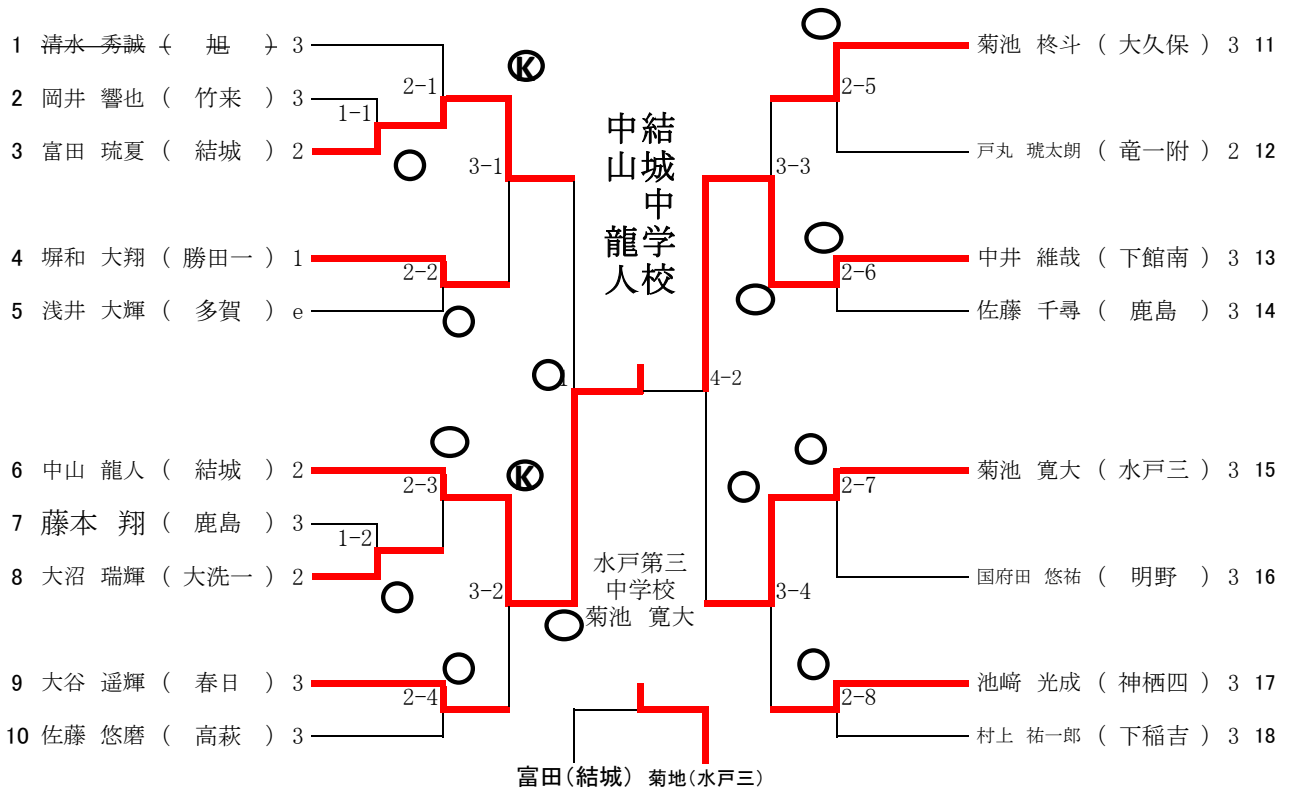 1 清水 秀誠 ( 旭 ) 3
2 岡井 響也 ( 竹来 ) 3
3 富田 琉夏 ( 結城 ) 2
4 塀和 大翔 ( 勝田一 ) 1
5 浅井 大輝 ( 多賀 ) e
6 中山 龍人 ( 結城 ) 2
7 藤本 翔 ( 鹿島 ) 3
8 大沼 瑞輝 ( 大洗一 ) 2
9 大谷 遥輝 ( 春日 ) 3
10 佐藤 悠磨 ( 高萩 ) 3
1-1
1-2
2-1
2-2
2-3
2-4
K
K
3-1
3-2
1
結城中学校
中山 龍人
水戸第三
中学校
菊池 寛大
富田(結城) 菊地(水戸三)
4-2
3-3
3-4
2-5
2-6
2-7
2-8
菊池 柊斗 ( 大久保 ) 3 11
戸丸 琥太朗 ( 竜一附 ) 2 12
中井 維哉 ( 下館南 ) 3 13
佐藤 千尋 ( 鹿島 ) 3 14
菊池 寛大 ( 水戸三 ) 3 15
国府田 悠祐 ( 明野 ) 3 16
池﨑 光成 ( 神栖四 ) 3 17
村上 祐一郎 ( 下稲吉 ) 3 18